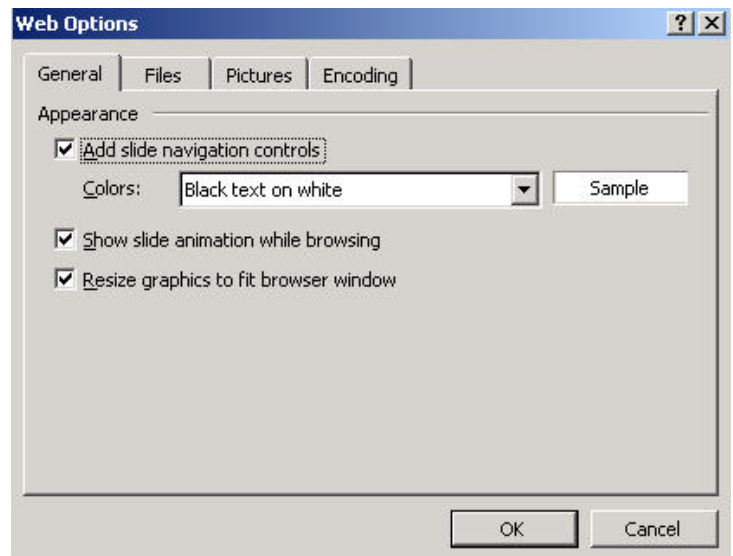 Web Options ? X
General Files Pictures Encoding
Appearance
Add slide navigation controls
Colors: Black text on white Sample
Show slide animation while browsing
Resize graphics to fit browser window
OK Cancel